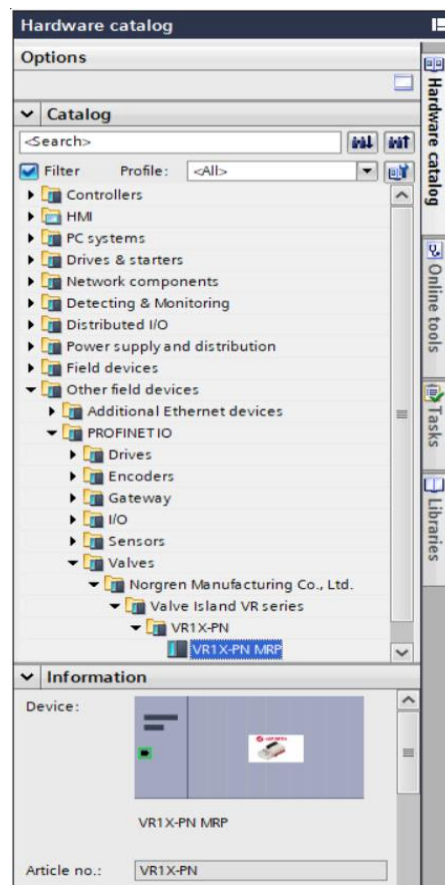 Hardware catalog
Options
Catalog
<Search>
Filter
Profile:
<All>
Controllers
HMI
PC systems
Drives & starters
Network components
Detecting & Monitoring
Distributed I/O
Power supply and distribution
Field devices
Other field devices
Additional Ethernet devices
PROFINET IO
Drives
Encoders
Gateway
I/O
Sensors
Valves
Norgren Manufacturing Co., Ltd.
Valve Island VR series
VR1X-PN
VR1X-PN MRP
Information
Device:
VR1X-PN MRP
Article no.:
VR1X-PN
Hardware catalog
Online tools
Tasks
Libraries